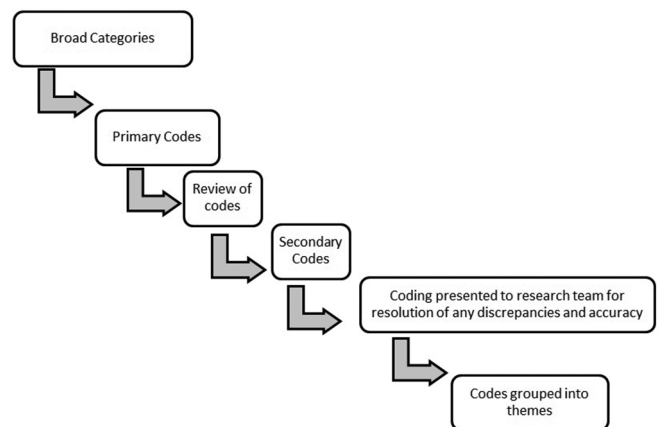 Broad Categories
Primary Codes
Review of
codes
Secondary
Codes
Coding presented to research team for
resolution of any discrepancies and accuracy
Codes grouped into
themes